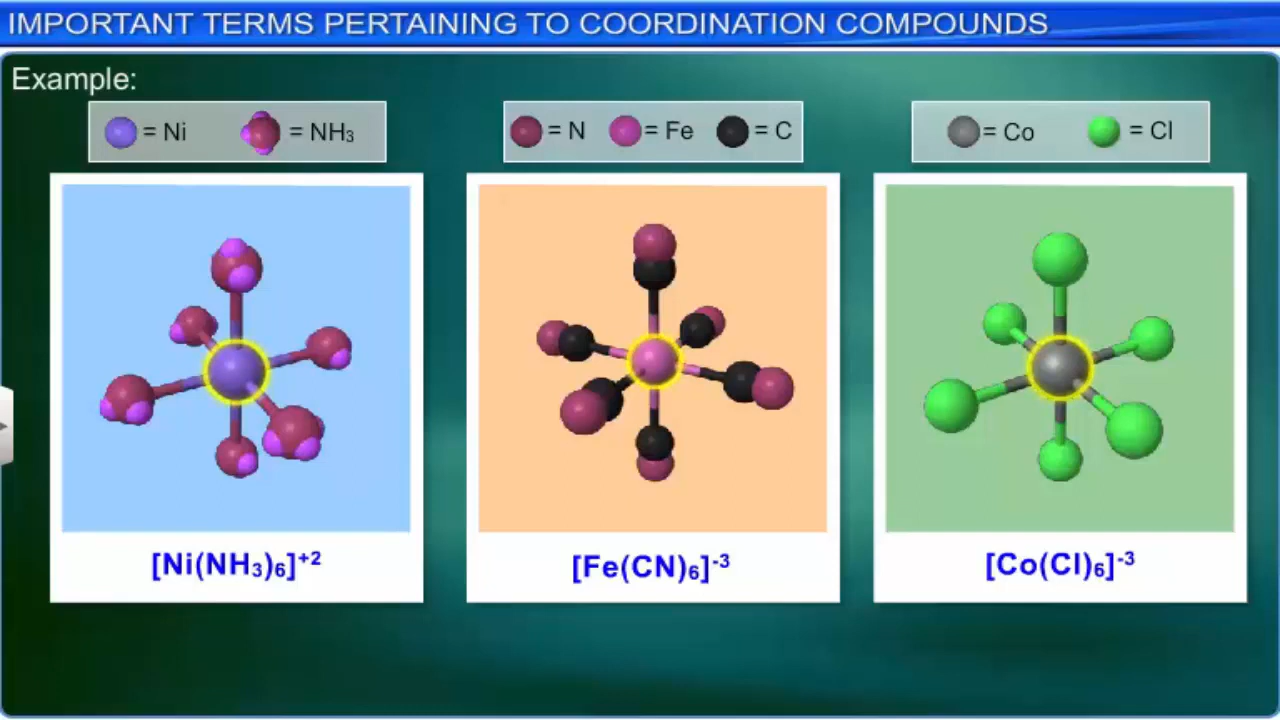 IMPORTANT TERMS PERTAINING TO COORDINATION COMPOUNDS
Example:
= Ni = NH₃
= N = Fe = C
= Co = Cl
[Ni(NH₃)₆]⁺²
[Fe(CN)₆]⁻³
[Co(Cl)₆]⁻³